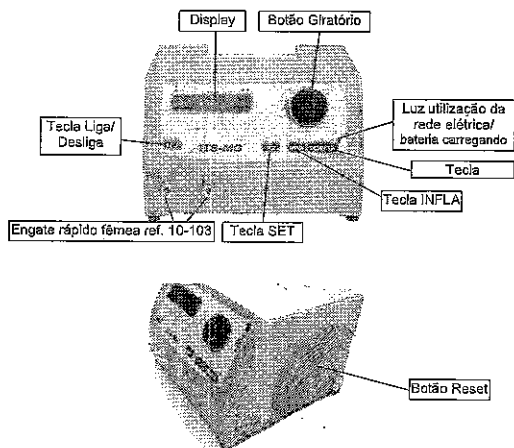 Display
Botão Giratório
Luz utilização da
rede elétrica/
bateria carregando
Tecla Liga/
Desliga
Tecla
Tecla INFLA
Engate rápido fêmea ref. 10-103
Tecla SET
Botão Reset